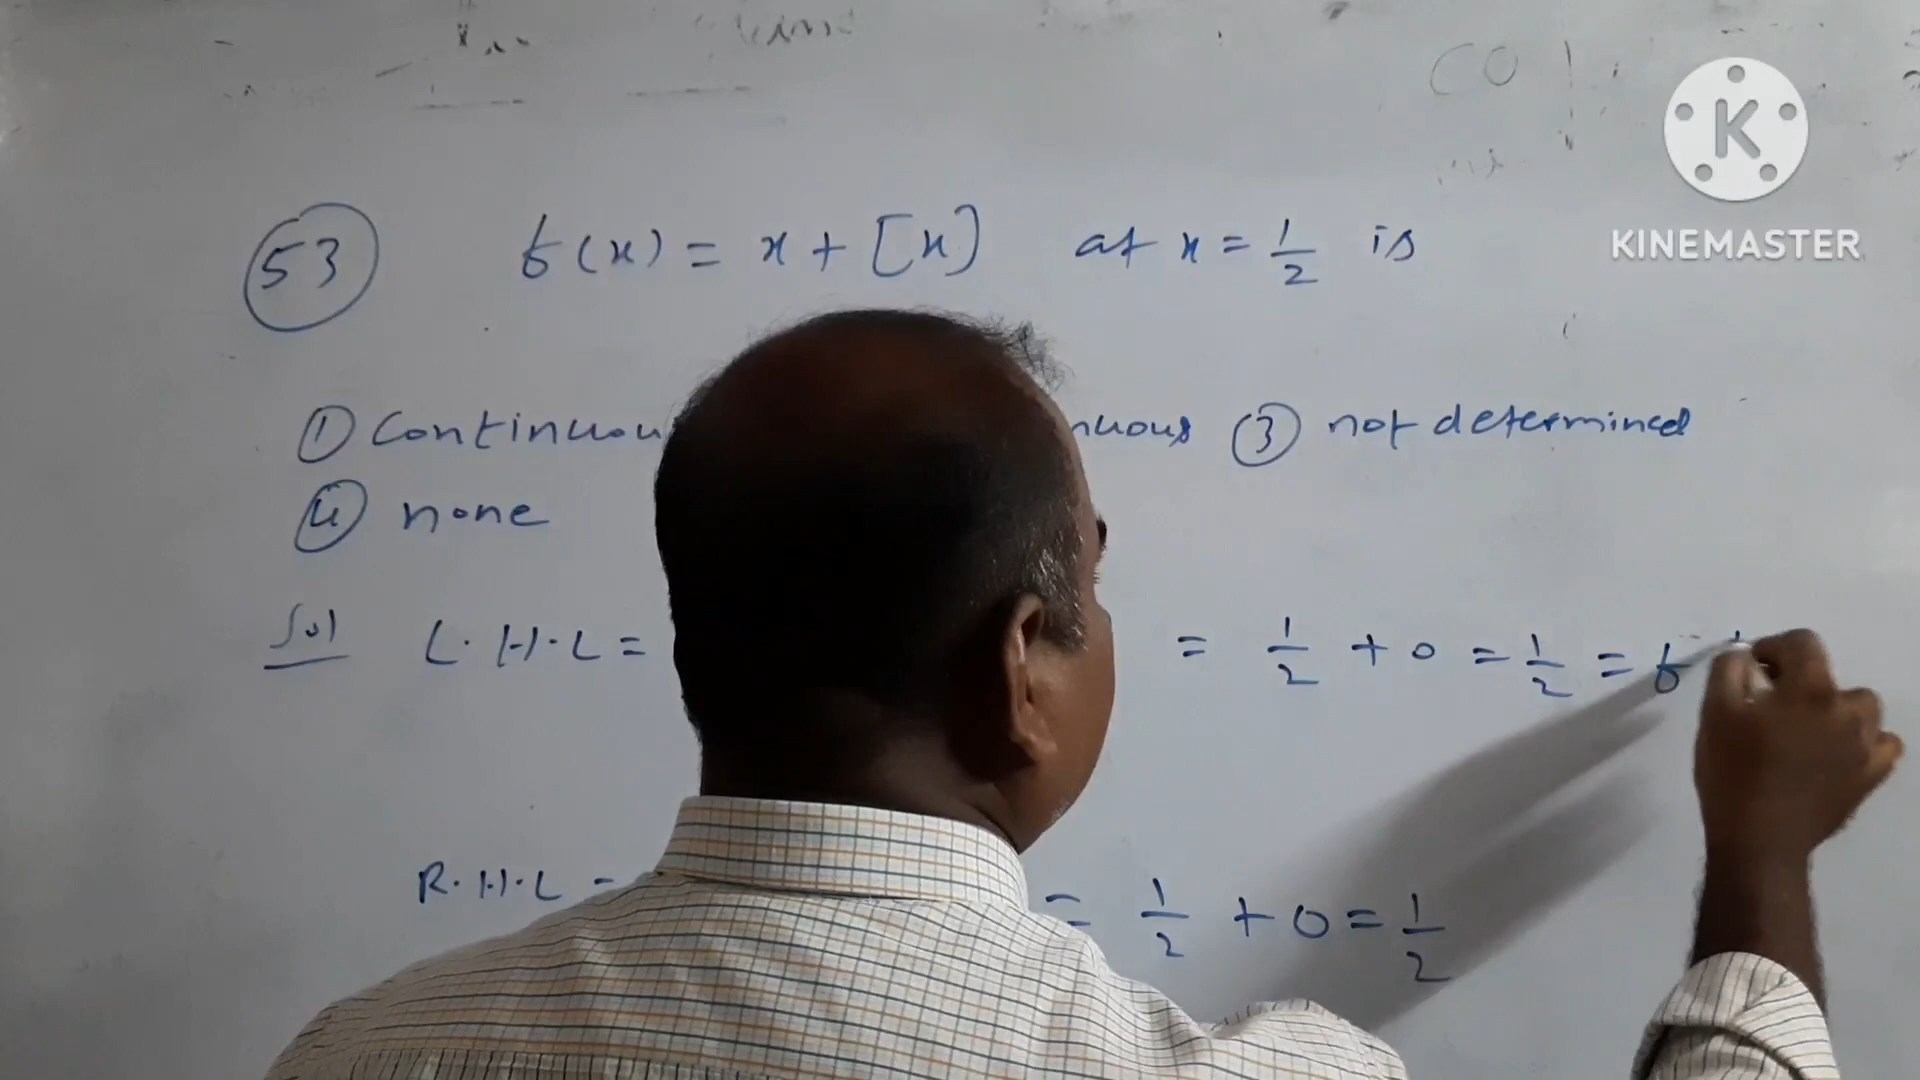 KINEMASTER
53 f(x) = x + [x] at x = 1/2 is
① continuou nuous ③ not determined
④ none
Sol L.H.L = = 1/2 + 0 = 1/2 = f
R.H.L = = 1/2 + 0 = 1/2